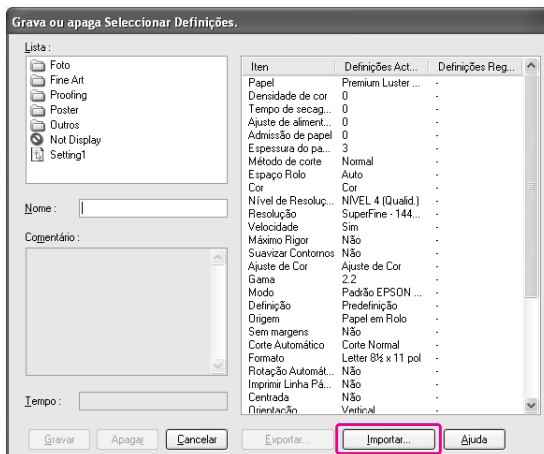 Grava ou apaga Seleccionar Definições.
Lista :
Foto
Fine Art
Proofing
Poster
Outros
Not Display
Setting1
Nome :
Comentário :
Tempo :
Iten Definições Act... Definições Reg...
Papel Premium Luster ... -
Densidade de cor 0 -
Tempo de secag... 0 -
Ajuste de aliment... 0 -
Admissão de papel 0 -
Espessura do pa... 3 -
Método de corte Normal -
Espaço Rolo Auto -
Cor Cor -
Nível de Resoluç... NÍVEL 4 (Qualid.) -
Resolução SuperFine - 144... -
Velocidade Sim -
Máximo Rigor Não -
Suavizar Contornos Não -
Ajuste de Cor Ajuste de Cor -
Gama 2.2 -
Modo Padrão EPSON ... -
Definição Predefinição -
Origem Papel em Rolo -
Sem margens Não -
Corte Automático Corte Normal -
Formato Letter 8½ x 11 pol -
Rotação Automát... Não -
Imprimir Linha Pá... Não -
Centrada Não -
Orientação Vertical -
Gravar Apagar Cancelar Exportar... Importar... Ajuda